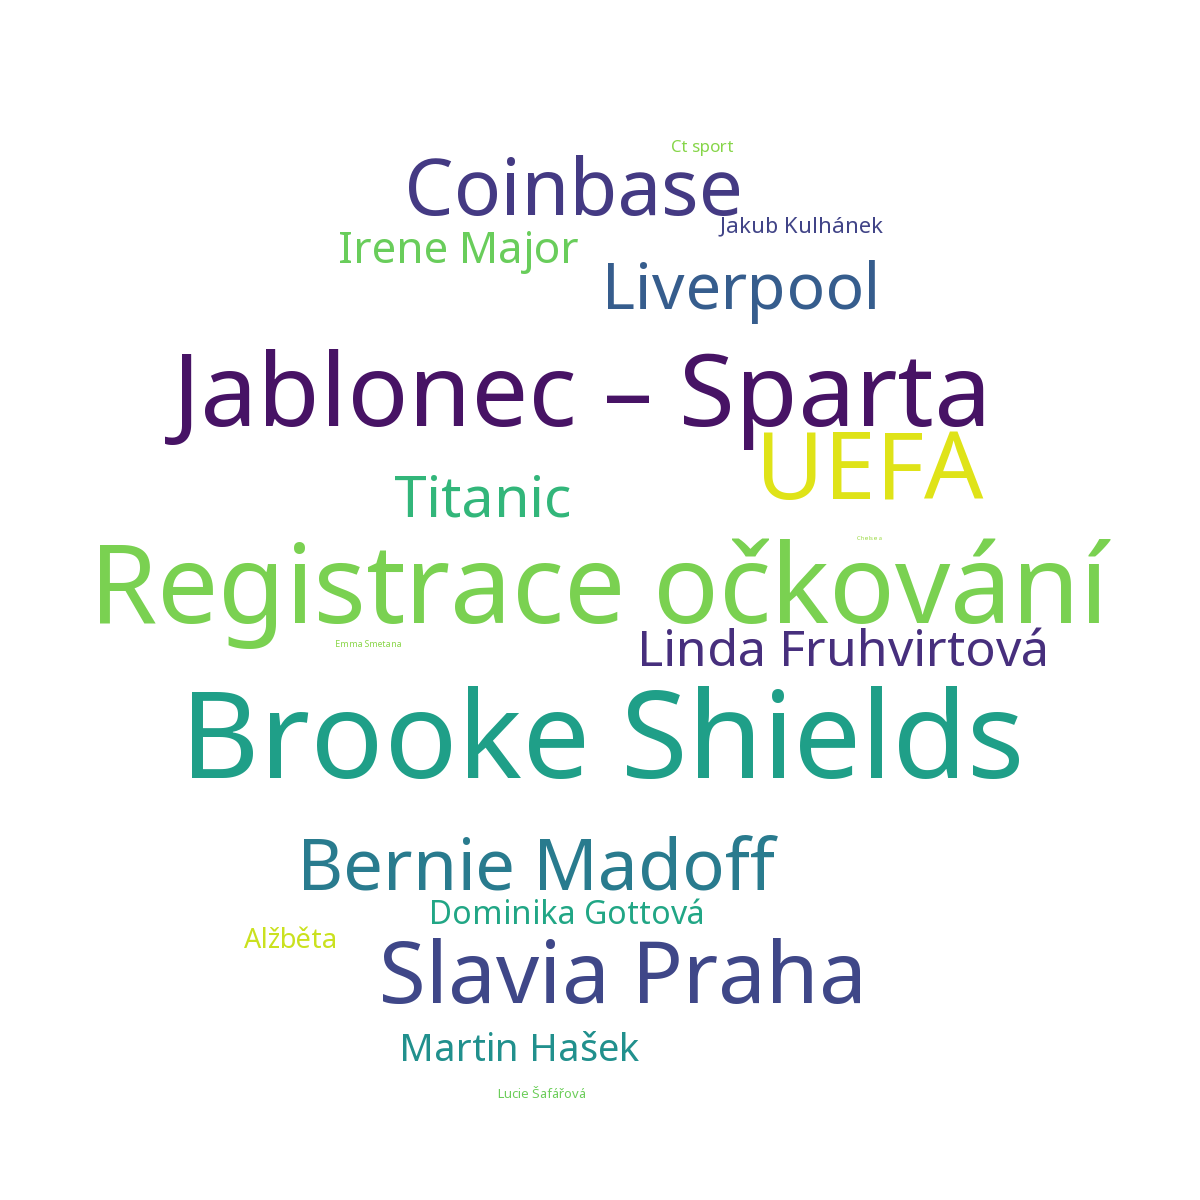 Ct sport
Coinbase
Jakub Kulhánek
Irene Major
Liverpool
Jablonec – Sparta
UEFA
Titanic
Chelsea
Registrace očkování
Emma Smetana
Linda Fruhvirtová
Brooke Shields
Bernie Madoff
Dominika Gottová
Alžběta
Slavia Praha
Martin Hašek
Lucie Šafářová